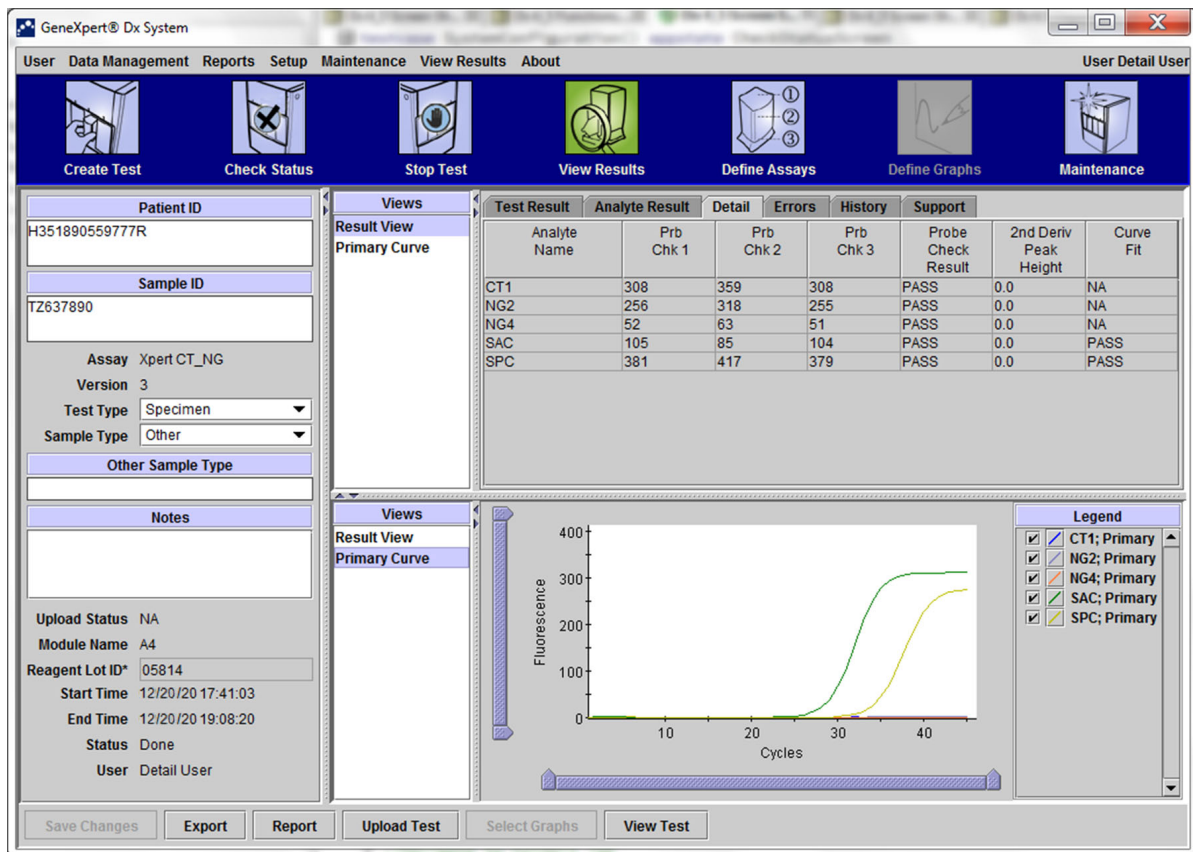 GeneXpert® Dx System
User Data Management Reports Setup Maintenance View Results About User Detail User
Create Test Check Status Stop Test View Results Define Assays Define Graphs Maintenance
Patient ID
H351890559777R
Sample ID
TZ637890
Assay Xpert CT_NG
Version 3
Test Type Specimen
Sample Type Other
Other Sample Type
Notes
Upload Status NA
Module Name A4
Reagent Lot ID* 05814
Start Time 12/20/20 17:41:03
End Time 12/20/20 19:08:20
Status Done
User Detail User
Views
Result View
Primary Curve
Test Result Analyte Result Detail Errors History Support
Analyte Name Prb Chk 1 Prb Chk 2 Prb Chk 3 Probe Check Result 2nd Deriv Peak Height Curve Fit
CT1 308 359 308 PASS 0.0 NA
NG2 256 318 255 PASS 0.0 NA
NG4 52 63 51 PASS 0.0 NA
SAC 105 85 104 PASS 0.0 PASS
SPC 381 417 379 PASS 0.0 PASS
Views
Result View
Primary Curve
400
300
200
100
0
Fluorescence
10 20 30 40
Cycles
Legend
CT1; Primary
NG2; Primary
NG4; Primary
SAC; Primary
SPC; Primary
Save Changes Export Report Upload Test Select Graphs View Test